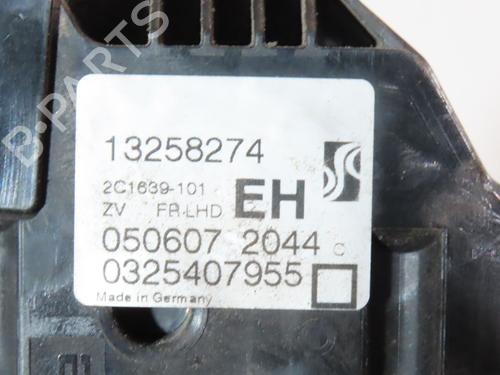 B-PARTS
13258274
2C1639-101
EH
ZV FR-LHD
050607 2044 C
0325407955
Made in Germany